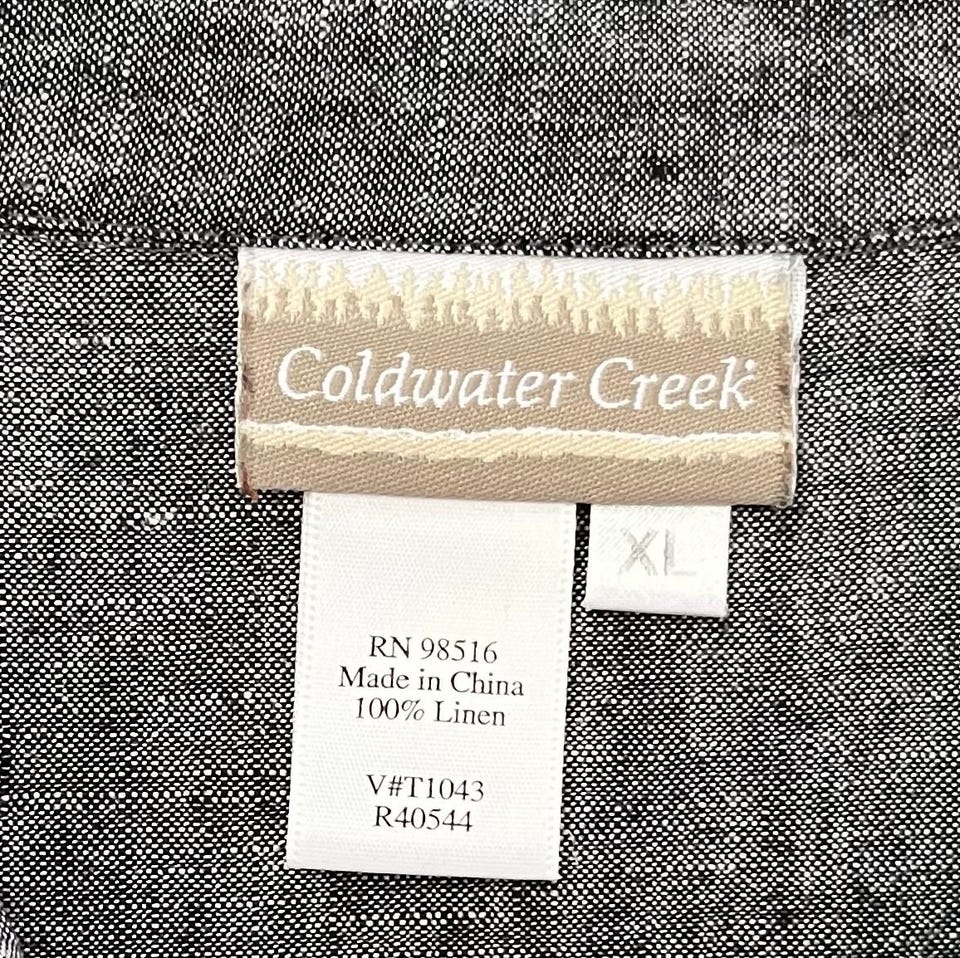 Coldwater Creek
XL
RN 98516
Made in China
100% Linen
V#T1043
R40544